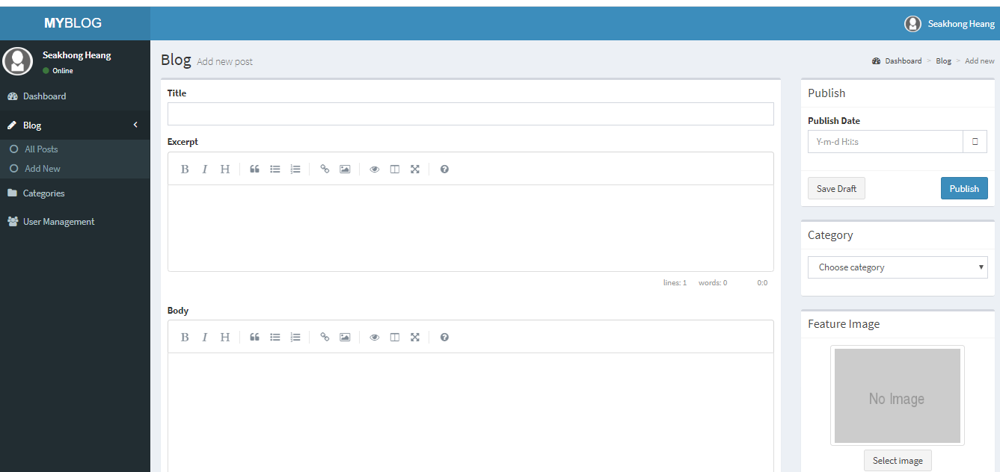 MYBLOG
Seakhong Heang
Seakhong Heang
Online
Dashboard
Blog
All Posts
Add New
Categories
User Management
Blog Add new post
Dashboard > Blog > Add new
Title
Excerpt
B I H
lines: 1 words: 0 0:0
Body
B I H
Publish
Publish Date
Y-m-d H:i:s
Save Draft Publish
Category
Choose category
Feature Image
No Image
Select image